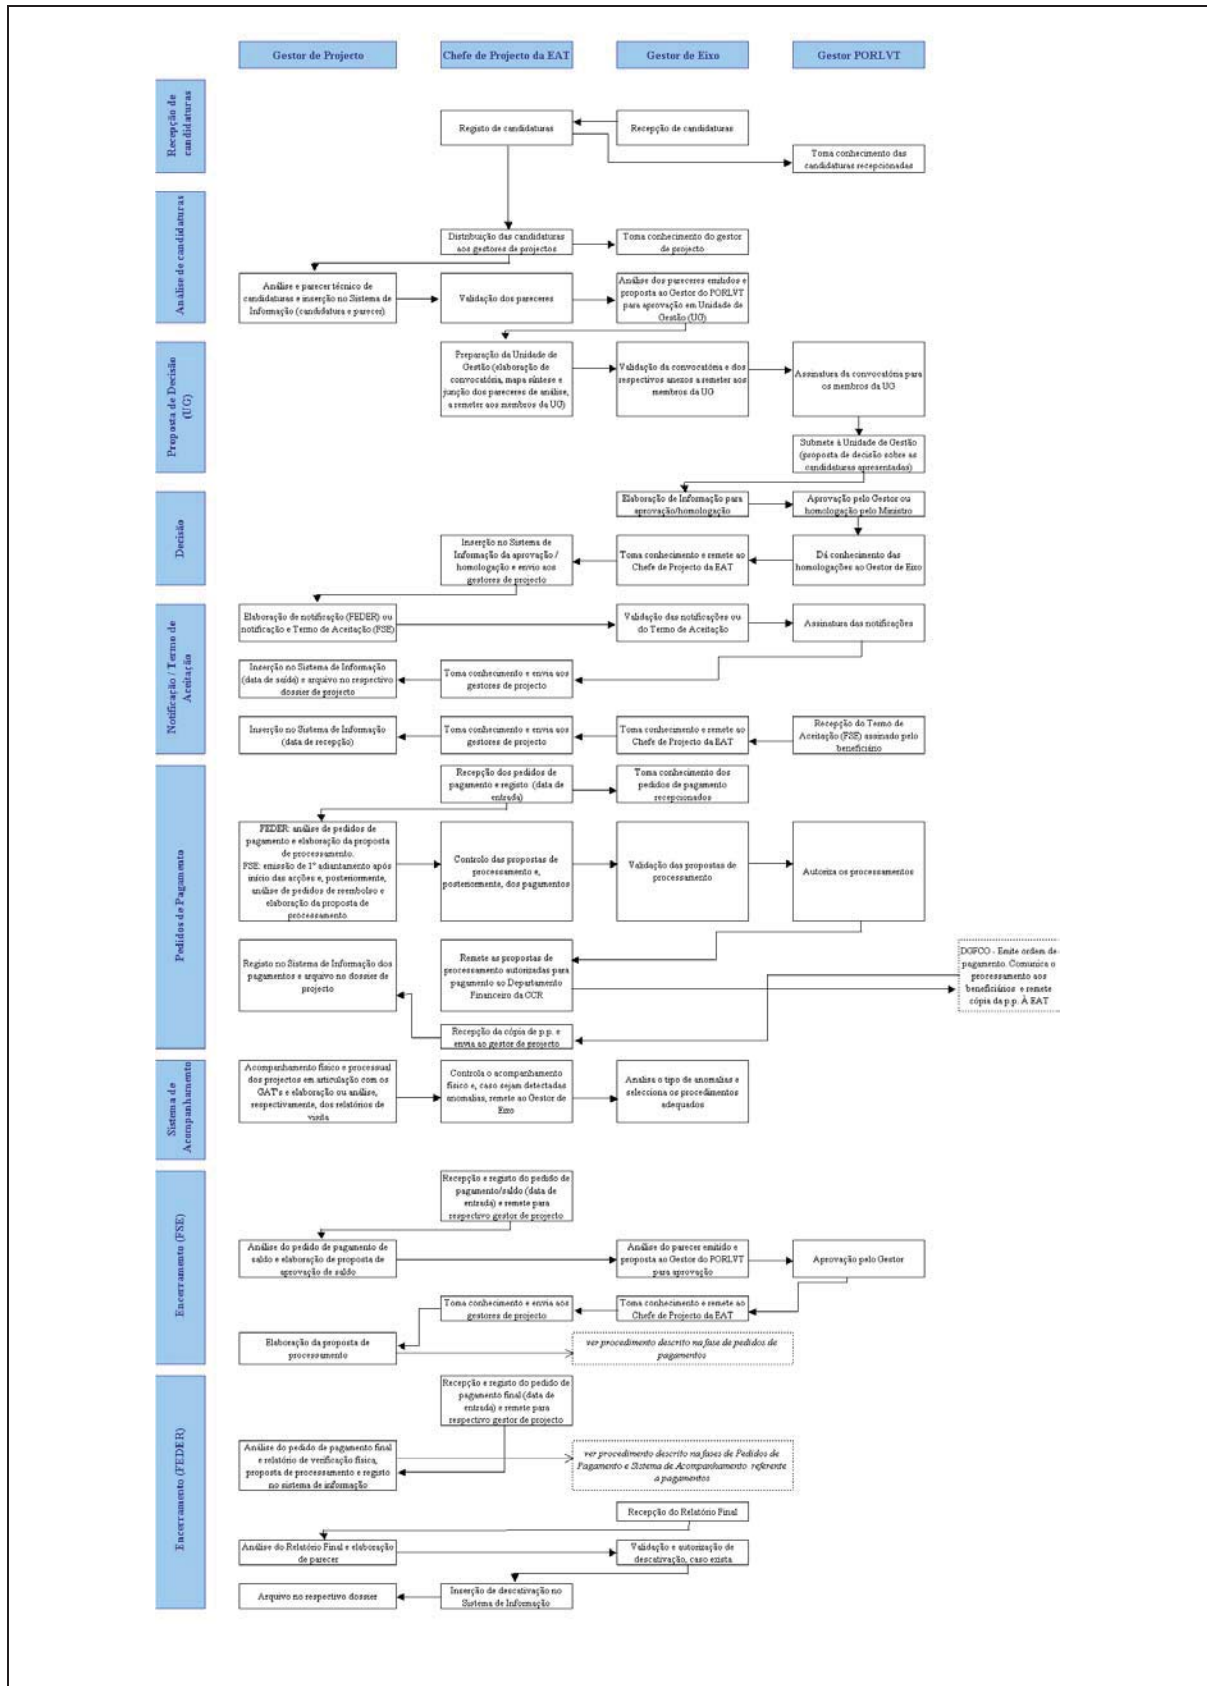 Gestor de Projecto
Chefe de Projecto da EAT
Gestor de Eixo
Gestor PORLVT
Recepção de
candidaturas
Registo de candidaturas
Recepção de candidaturas
Toma conhecimento das
candidaturas recepcionadas
Análise de candidaturas
Distribuição das candidaturas
aos gestores de projectos
Toma conhecimento do gestor
de projecto
Análise e parecer técnico de
candidaturas e inserção no Sistema de
Informação (candidatura e parecer)
Validação dos pareceres
Análise dos pareceres emitidos e
proposta ao Gestor do PORLVT
para aprovação em Unidade de
Gestão (UG)
Proposta de Decisão
(UG)
Preparação da Unidade de
Gestão (elaboração de
convocatória, mapa síntese e
junção dos pareceres de análise,
a remeter aos membros da UG)
Validação da convocatória e dos
respectivos anexos a remeter aos
membros da UG
Assinatura da convocatória para
os membros da UG
Submete à Unidade de Gestão
(proposta de decisão sobre as
candidaturas apresentadas)
Decisão
Elaboração de Informação para
aprovação/homologação
Aprovação pelo Gestor ou
homologação pelo Ministro
Inserção no Sistema de
Informação da aprovação /
homologação e envio aos
gestores de projecto
Toma conhecimento e remete ao
Chefe de Projecto da EAT
Dá conhecimento das
homologações ao Gestor de Eixo
Notificação / Termo de
Aceitação
Elaboração de notificação (FEDER) ou
notificação e Termo de Aceitação (FSE)
Validação das notificações ou
do Termo de Aceitação
Assinatura das notificações
Inserção no Sistema de Informação
(data de saída) e arquivo no respectivo
dossier de projecto
Toma conhecimento e envia aos
gestores de projecto
Inserção no Sistema de Informação
(data de recepção)
Toma conhecimento e envia aos
gestores de projecto
Toma conhecimento e remete ao
Chefe de Projecto da EAT
Recepção do Termo de
Aceitação (FSE) assinado pelo
beneficiário
Pedidos de Pagamento
Recepção dos pedidos de
pagamento e registo (data de
entrada)
Toma conhecimento dos
pedidos de pagamento
recepcionados
FEDER: análise de pedidos de
pagamento e elaboração da proposta
de processamento.
FSE: emissão de 1º adiantamento após
início das acções e, posteriormente,
análise de pedidos de reembolso e
elaboração da proposta de
processamento
Controlo das propostas de
processamento e,
posteriormente, dos pagamentos
Validação das propostas de
processamento
Autoriza os processamentos
Registo no Sistema de Informação dos
pagamentos e arquivo no dossier de
projecto
Remete as propostas de
processamento autorizadas para
pagamento ao Departamento
Financeiro da CCR
DGFCO - Emite ordem de
pagamento. Comunica o
processamento aos
beneficiários e remete
cópia da p.p. À EAT
Recepção da cópia de p.p. e
envia ao gestor de projecto
Sistema de
Acompanhamento
Acompanhamento físico e processual
dos projectos em articulação com os
GAT's e elaboração ou análise,
respectivamente, dos relatórios de
visita
Controla o acompanhamento
físico e, caso sejam detectadas
anomalias, remete ao Gestor de
Eixo
Analisa o tipo de anomalias e
selecciona os procedimentos
adequados
Encerramento (FSE)
Recepção e registo do pedido de
pagamento/saldo (data de
entrada) e remete para
respectivo gestor de projecto
Análise do pedido de pagamento de
saldo e elaboração de proposta de
aprovação de saldo
Análise do parecer emitido e
proposta ao Gestor do PORLVT
para aprovação
Aprovação pelo Gestor
Toma conhecimento e envia aos
gestores de projecto
Toma conhecimento e remete ao
Chefe de Projecto da EAT
Elaboração da proposta de
processamento
ver procedimento descrito na fase de pedidos de
pagamentos
Encerramento (FEDER)
Recepção e registo do pedido de
pagamento final (data de
entrada) e remete para
respectivo gestor de projecto
Análise do pedido de pagamento final
e relatório de verificação física,
proposta de processamento e registo
no sistema de informação
ver procedimento descrito na fases de Pedidos de
Pagamento e Sistema de Acompanhamento referente
a pagamentos
Recepção do Relatório Final
Análise do Relatório Final e elaboração
de parecer
Validação e autorização de
descativação, caso exista
Arquivo no respectivo dossier
Inserção de descativação no
Sistema de Informação